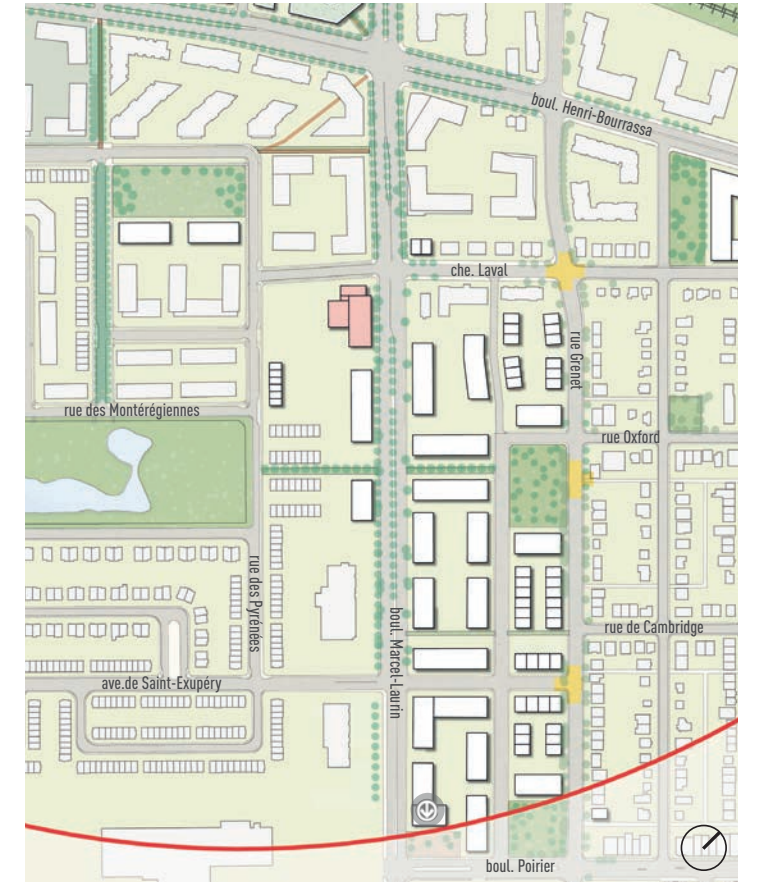 boul. Henri-Bourrassa
che. Laval
rue Grenet
rue des Montérégiennes
rue Oxford
rue des Pyrénées
boul. Marcel-Laurin
rue de Cambridge
ave.de Saint-Exupéry
boul. Poirier